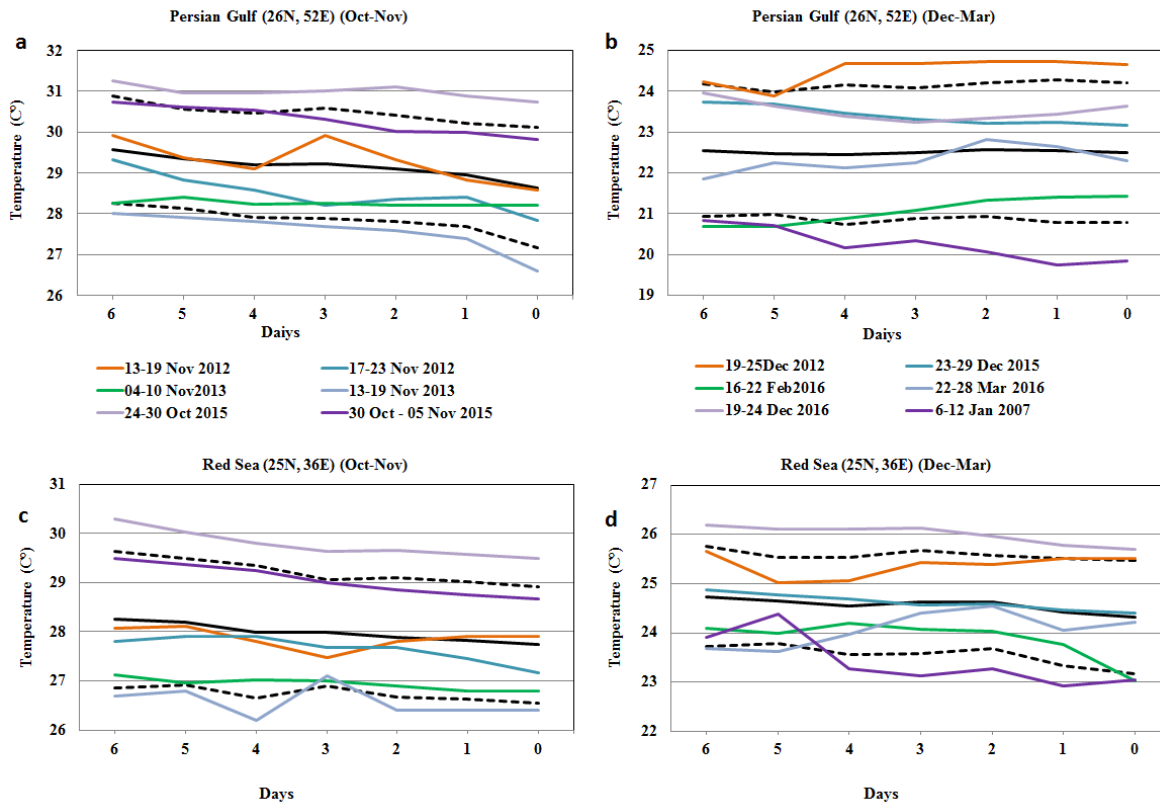 Persian Gulf (26N, 52E) (Oct-Nov)
a
Temperature (C°)
32
31
30
29
28
27
26
6 5 4 3 2 1 0
Daiys
13-19 Nov 2012
17-23 Nov 2012
04-10 Nov2013
13-19 Nov 2013
24-30 Oct 2015
30 Oct - 05 Nov 2015
Persian Gulf (26N, 52E) (Dec-Mar)
b
Temperature (C°)
25
24
23
22
21
20
19
6 5 4 3 2 1 0
Daiys
19-25Dec 2012
23-29 Dec 2015
16-22 Feb2016
22-28 Mar 2016
19-24 Dec 2016
6-12 Jan 2007
Red Sea (25N, 36E) (Oct-Nov)
c
Temperature (C°)
31
30
29
28
27
26
6 5 4 3 2 1 0
Days
Red Sea (25N, 36E) (Dec-Mar)
d
Temperature (C°)
27
26
25
24
23
22
6 5 4 3 2 1 0
Days